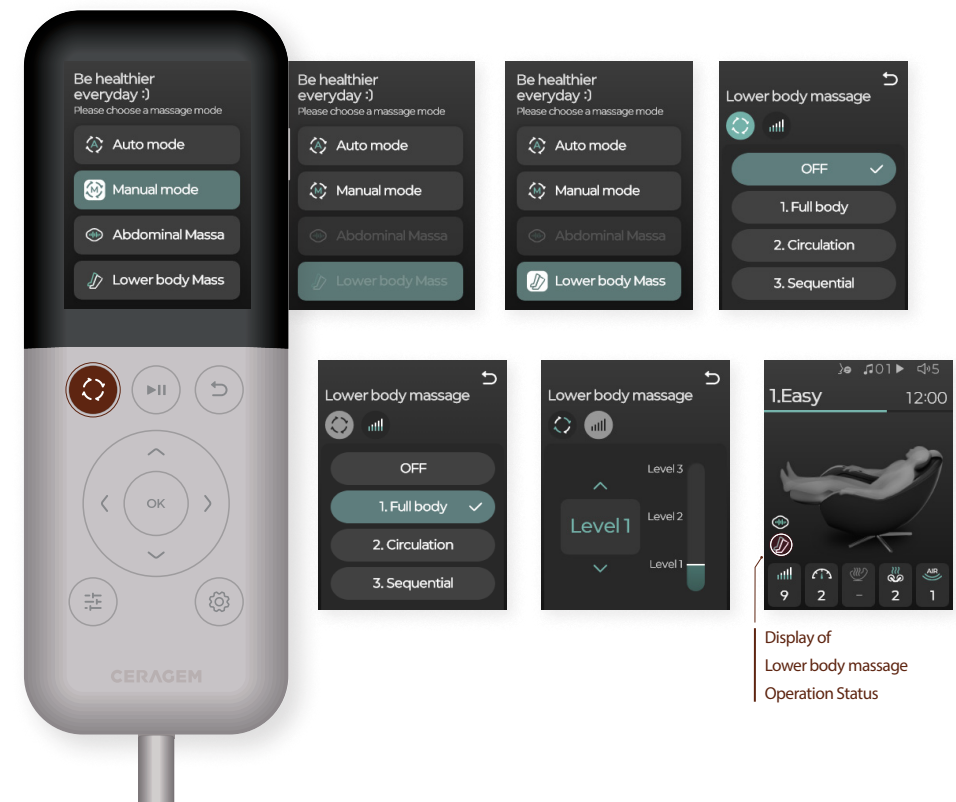 Be healthier
everyday :)
Please choose a massage mode
A Auto mode
M Manual mode
Abdominal Massa
Lower body Mass
OK
CERAGEM
Be healthier
everyday :)
Please choose a massage mode
A Auto mode
M Manual mode
Abdominal Massa
Lower body Mass
Be healthier
everyday :)
Please choose a massage mode
A Auto mode
M Manual mode
Abdominal Massa
Lower body Mass
Lower body massage
OFF
1. Full body
2. Circulation
3. Sequential
Lower body massage
OFF
1. Full body
2. Circulation
3. Sequential
Lower body massage
Level 3
Level 1
Level 2
Level 1
01 5
1.Easy 12:00
AIR
9 2 - 2 1
Display of
Lower body massage
Operation Status